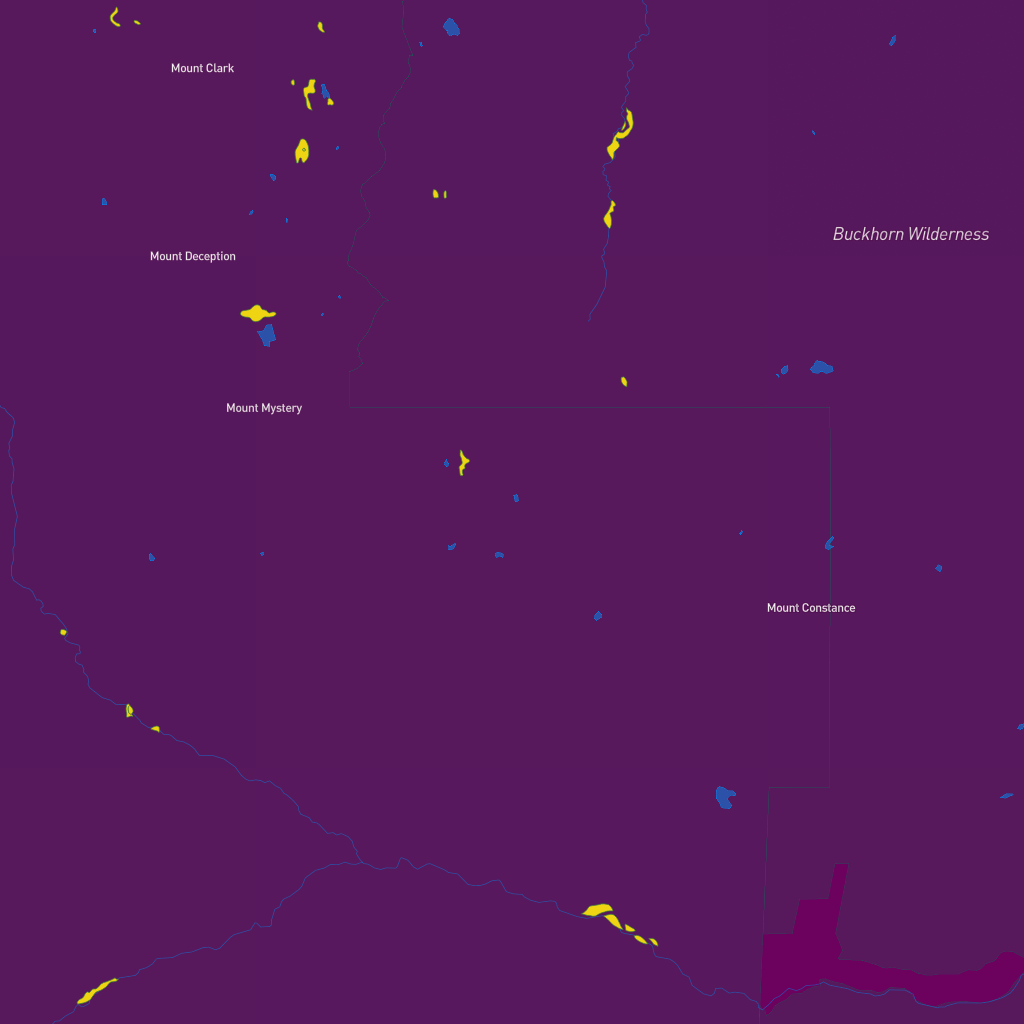 Mount Clark
Buckhorn Wilderness
Mount Deception
Mount Mystery
Mount Constance